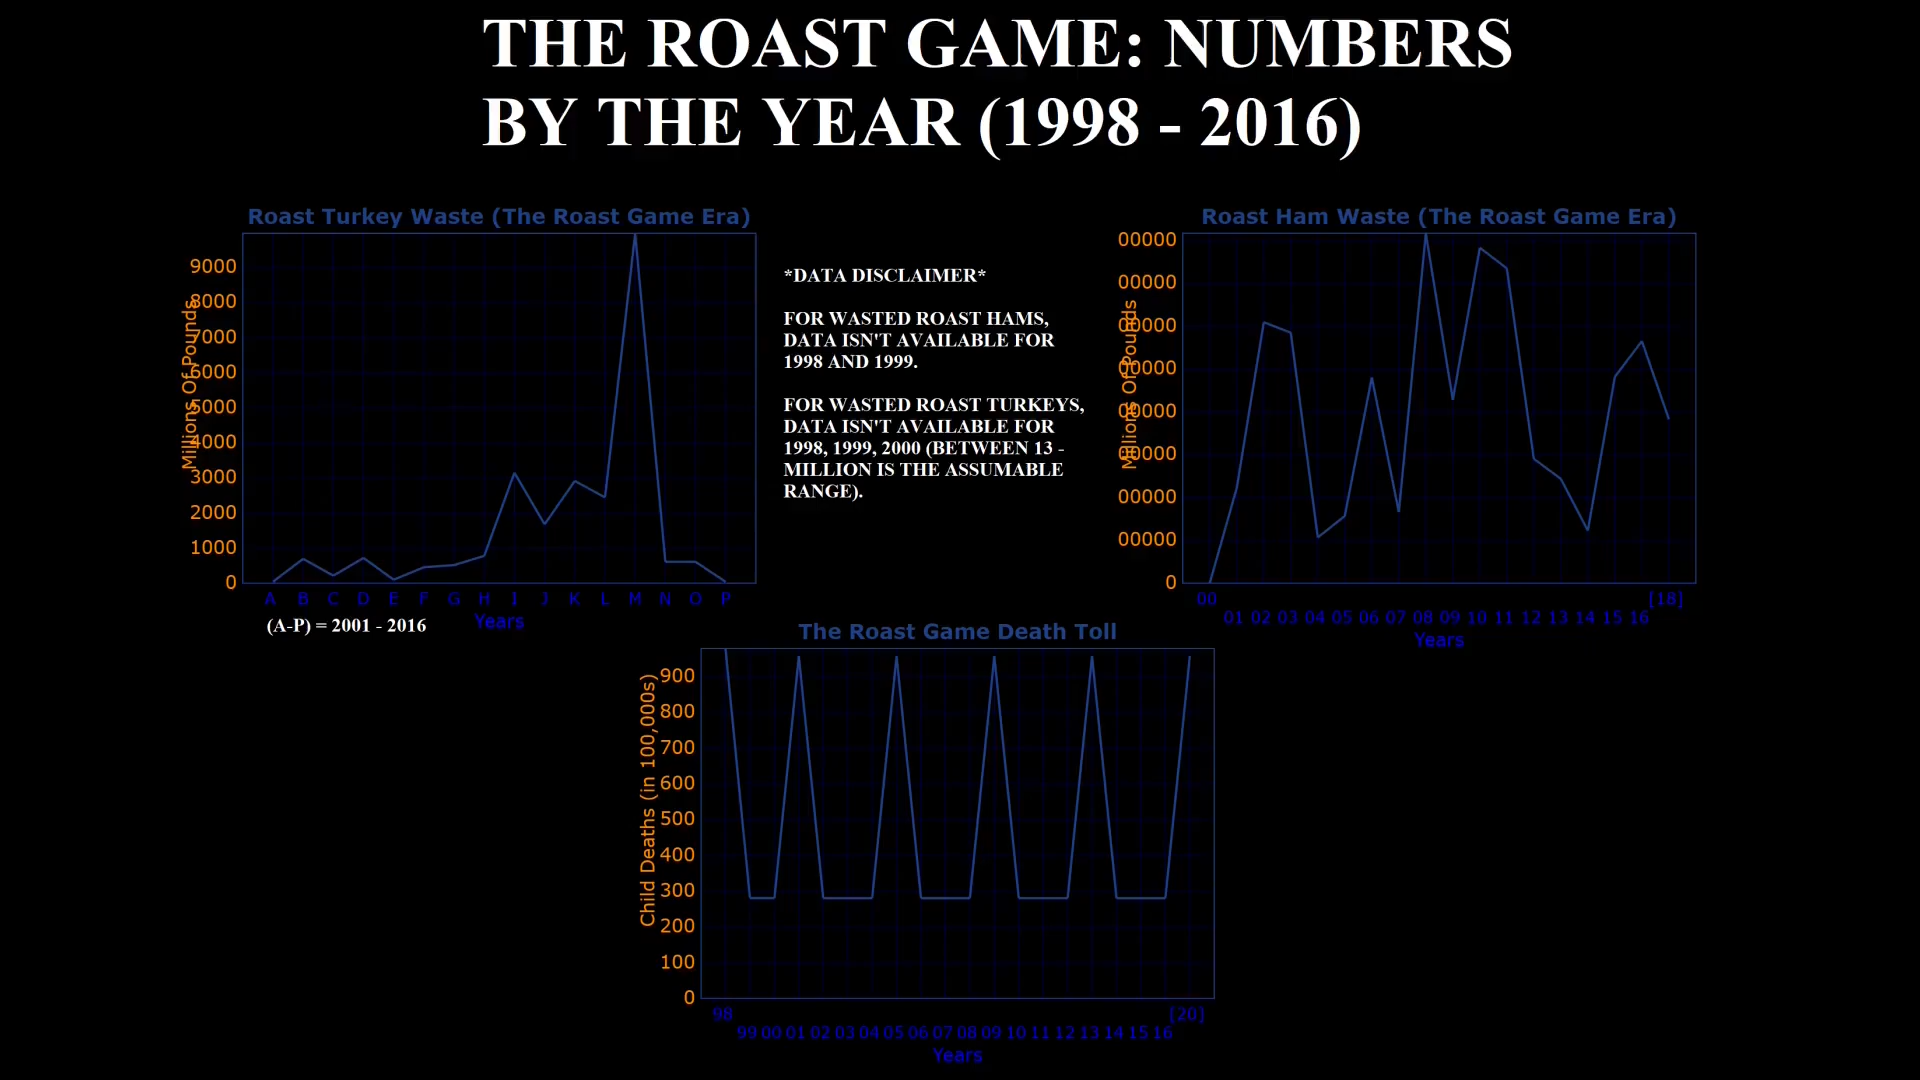 THE ROAST GAME: NUMBERS
BY THE YEAR (1998 - 2016)
Roast Turkey Waste (The Roast Game Era)
Millions Of Pounds
9000
8000
7000
6000
5000
4000
3000
2000
1000
0
A B C D E F G H I J K L M N O P
(A-P) = 2001 - 2016
Years
*DATA DISCLAIMER*
FOR WASTED ROAST HAMS,
DATA ISN'T AVAILABLE FOR
1998 AND 1999.
FOR WASTED ROAST TURKEYS,
DATA ISN'T AVAILABLE FOR
1998, 1999, 2000 (BETWEEN 13 -
MILLION IS THE ASSUMABLE
RANGE).
Roast Ham Waste (The Roast Game Era)
Millions Of Pounds
00000
00000
00000
00000
00000
00000
00000
00000
0
00 [18]
01 02 03 04 05 06 07 08 09 10 11 12 13 14 15 16
Years
The Roast Game Death Toll
Child Deaths (in 100,000s)
900
800
700
600
500
400
300
200
100
0
98 [20]
99 00 01 02 03 04 05 06 07 08 09 10 11 12 13 14 15 16
Years